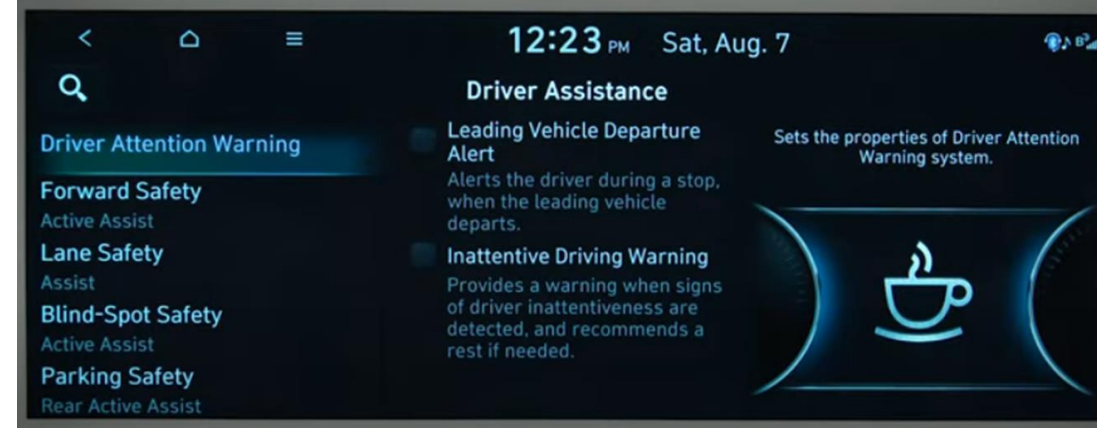 12:23 PM Sat, Aug. 7
Driver Assistance
Driver Attention Warning
Forward Safety
Active Assist
Lane Safety
Assist
Blind-Spot Safety
Active Assist
Parking Safety
Rear Active Assist
Leading Vehicle Departure
Alert
Alerts the driver during a stop,
when the leading vehicle
departs.
Inattentive Driving Warning
Provides a warning when signs
of driver inattentiveness are
detected, and recommends a
rest if needed.
Sets the properties of Driver Attention
Warning system.